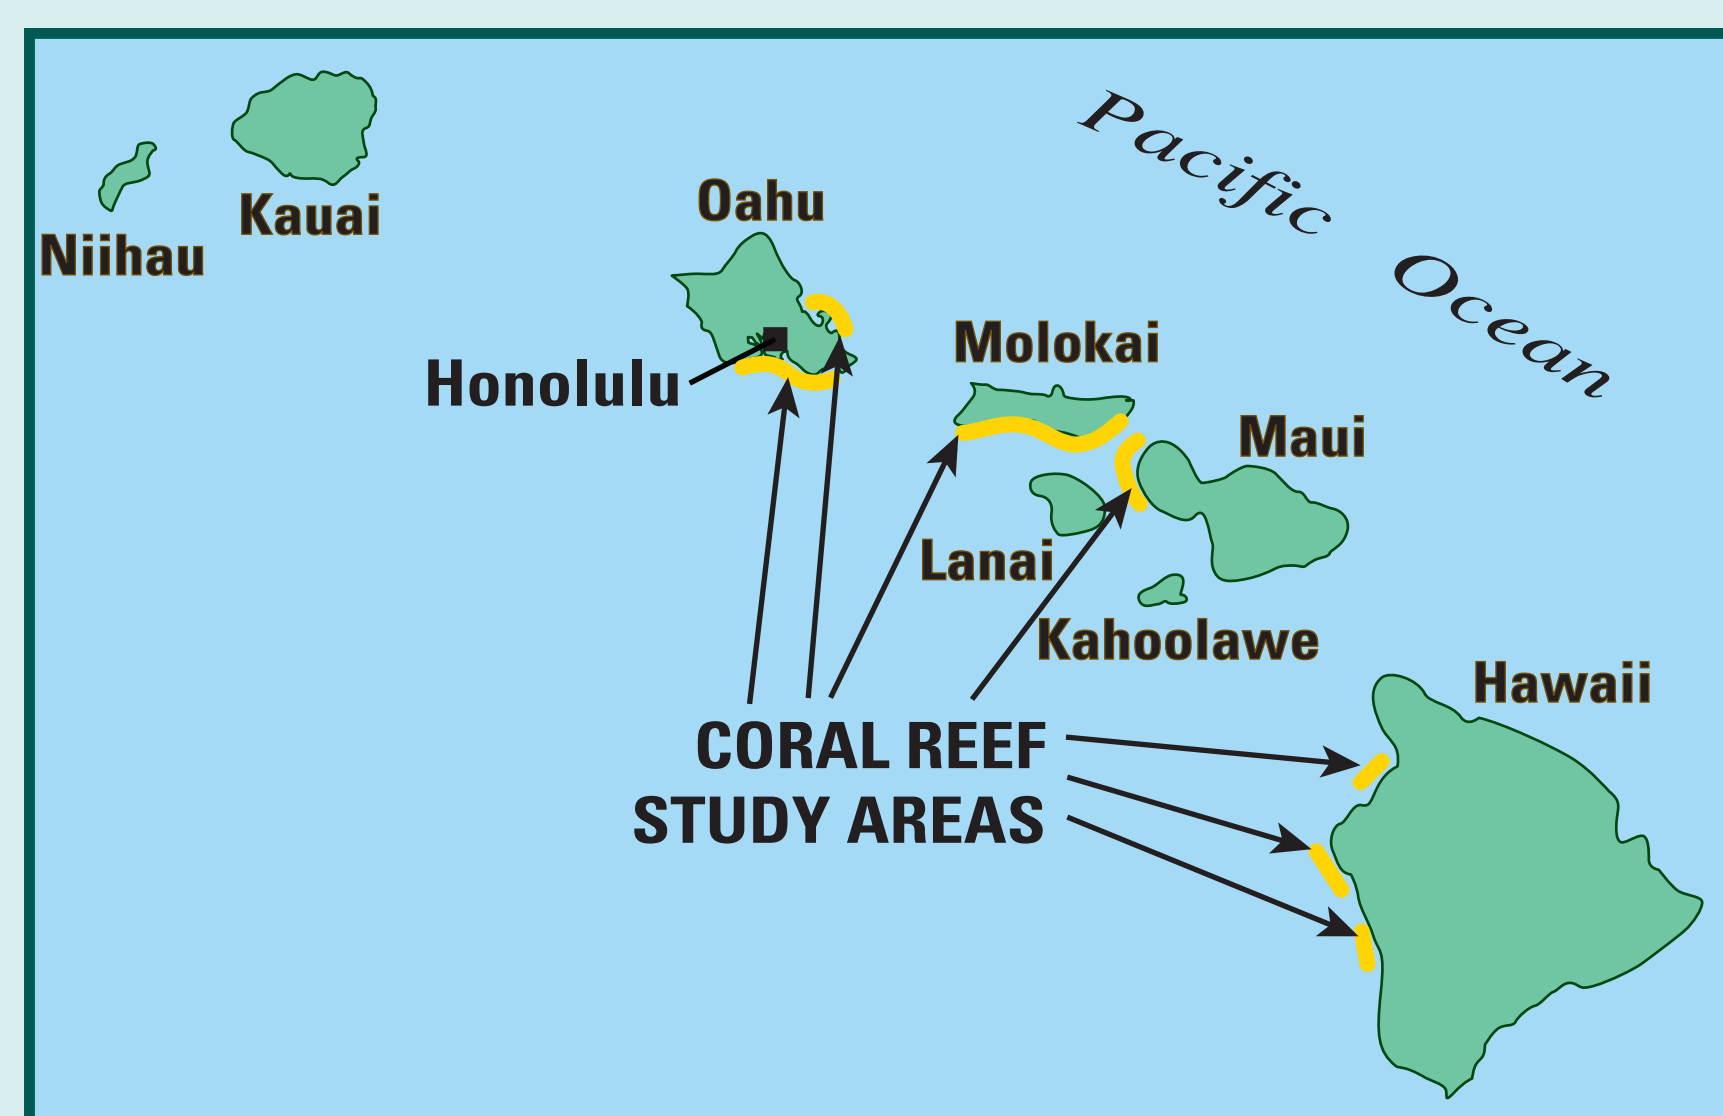 Pacific Ocean
Kauai
Niihau
Oahu
Honolulu
Molokai
Maui
Lanai
Kahoolawe
Hawaii
CORAL REEF
STUDY AREAS